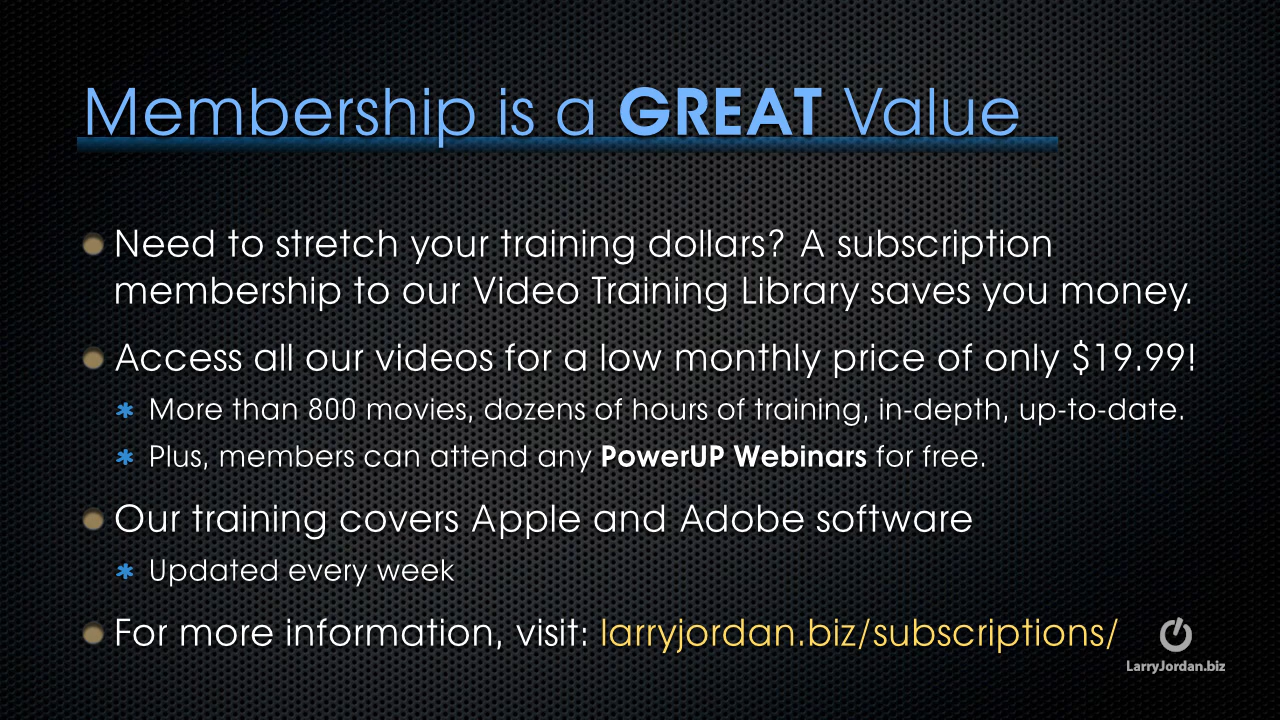 Membership is a GREAT Value
Need to stretch your training dollars? A subscription
membership to our Video Training Library saves you money.
Access all our videos for a low monthly price of only $19.99!
More than 800 movies, dozens of hours of training, in-depth, up-to-date.
Plus, members can attend any PowerUP Webinars for free.
Our training covers Apple and Adobe software
Updated every week
For more information, visit: larryjordan.biz/subscriptions/
LarryJordan.biz